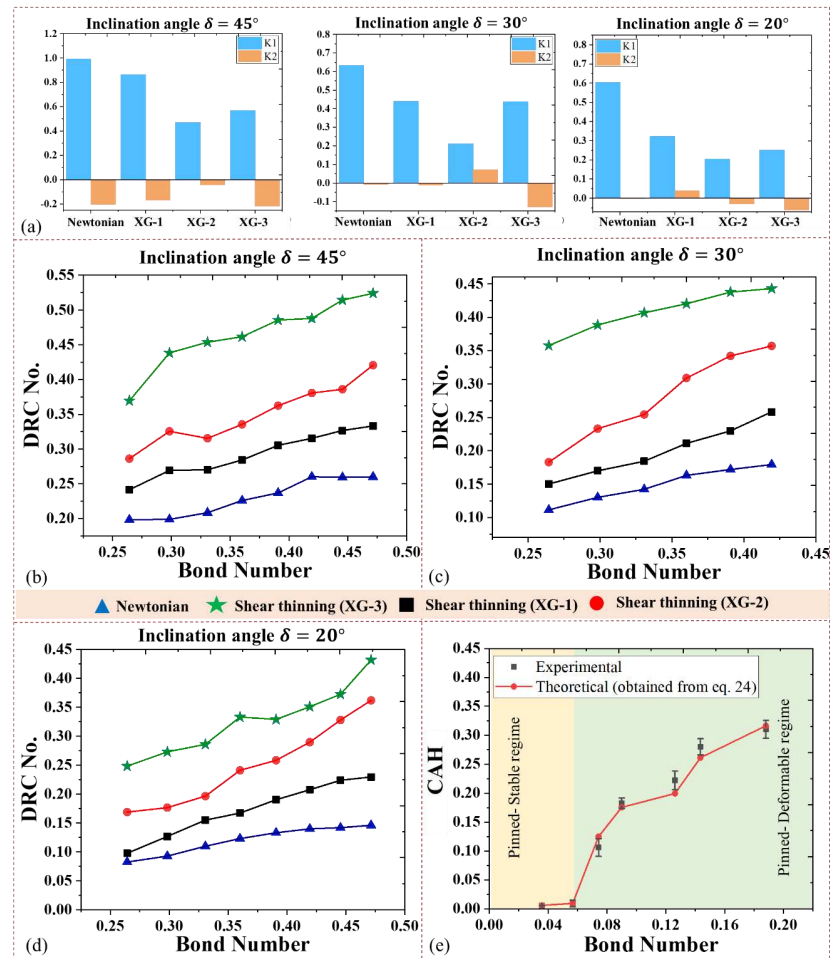 Inclination angle δ = 45°
K1
K2
1.2
1.0
0.8
0.6
0.4
0.2
0.0
-0.2
Newtonian XG-1 XG-2 XG-3
(a)
Inclination angle δ = 30°
K1
K2
0.8
0.7
0.6
0.5
0.4
0.3
0.2
0.1
0.0
-0.1
Newtonian XG-1 XG-2 XG-3
Inclination angle δ = 20°
K1
K2
0.8
0.7
0.6
0.5
0.4
0.3
0.2
0.1
0.0
Newtonian XG-1 XG-2 XG-3
Inclination angle δ = 45°
DRC No.
0.55
0.50
0.45
0.40
0.35
0.30
0.25
0.20
0.25 0.30 0.35 0.40 0.45 0.50
Bond Number
(b)
Inclination angle δ = 30°
DRC No.
0.45
0.40
0.35
0.30
0.25
0.20
0.15
0.10
0.25 0.30 0.35 0.40 0.45
Bond Number
(c)
Newtonian Shear thinning (XG-3) Shear thinning (XG-1) Shear thinning (XG-2)
Inclination angle δ = 20°
DRC No.
0.45
0.40
0.35
0.30
0.25
0.20
0.15
0.10
0.05
0.00
0.25 0.30 0.35 0.40 0.45 0.50
Bond Number
(d)
Experimental
Theoretical (obtained from eq. 24)
Pinned- Stable regime
Pinned- Deformable regime
CAH
0.45
0.40
0.35
0.30
0.25
0.20
0.15
0.10
0.05
0.00
0.00 0.04 0.08 0.12 0.16 0.20
Bond Number
(e)